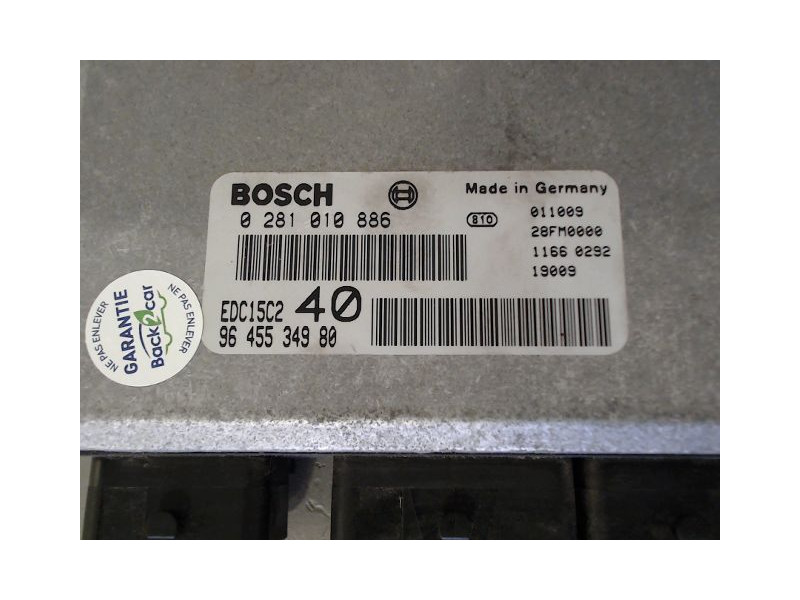 BOSCH
Made in Germany
0 281 010 886
810
011009
28FM0000
1166 0292
19009
EDC15C2 40
96 455 349 80
NE PAS ENLEVER
GARANTIE
Back2car
NE PAS ENLEVER